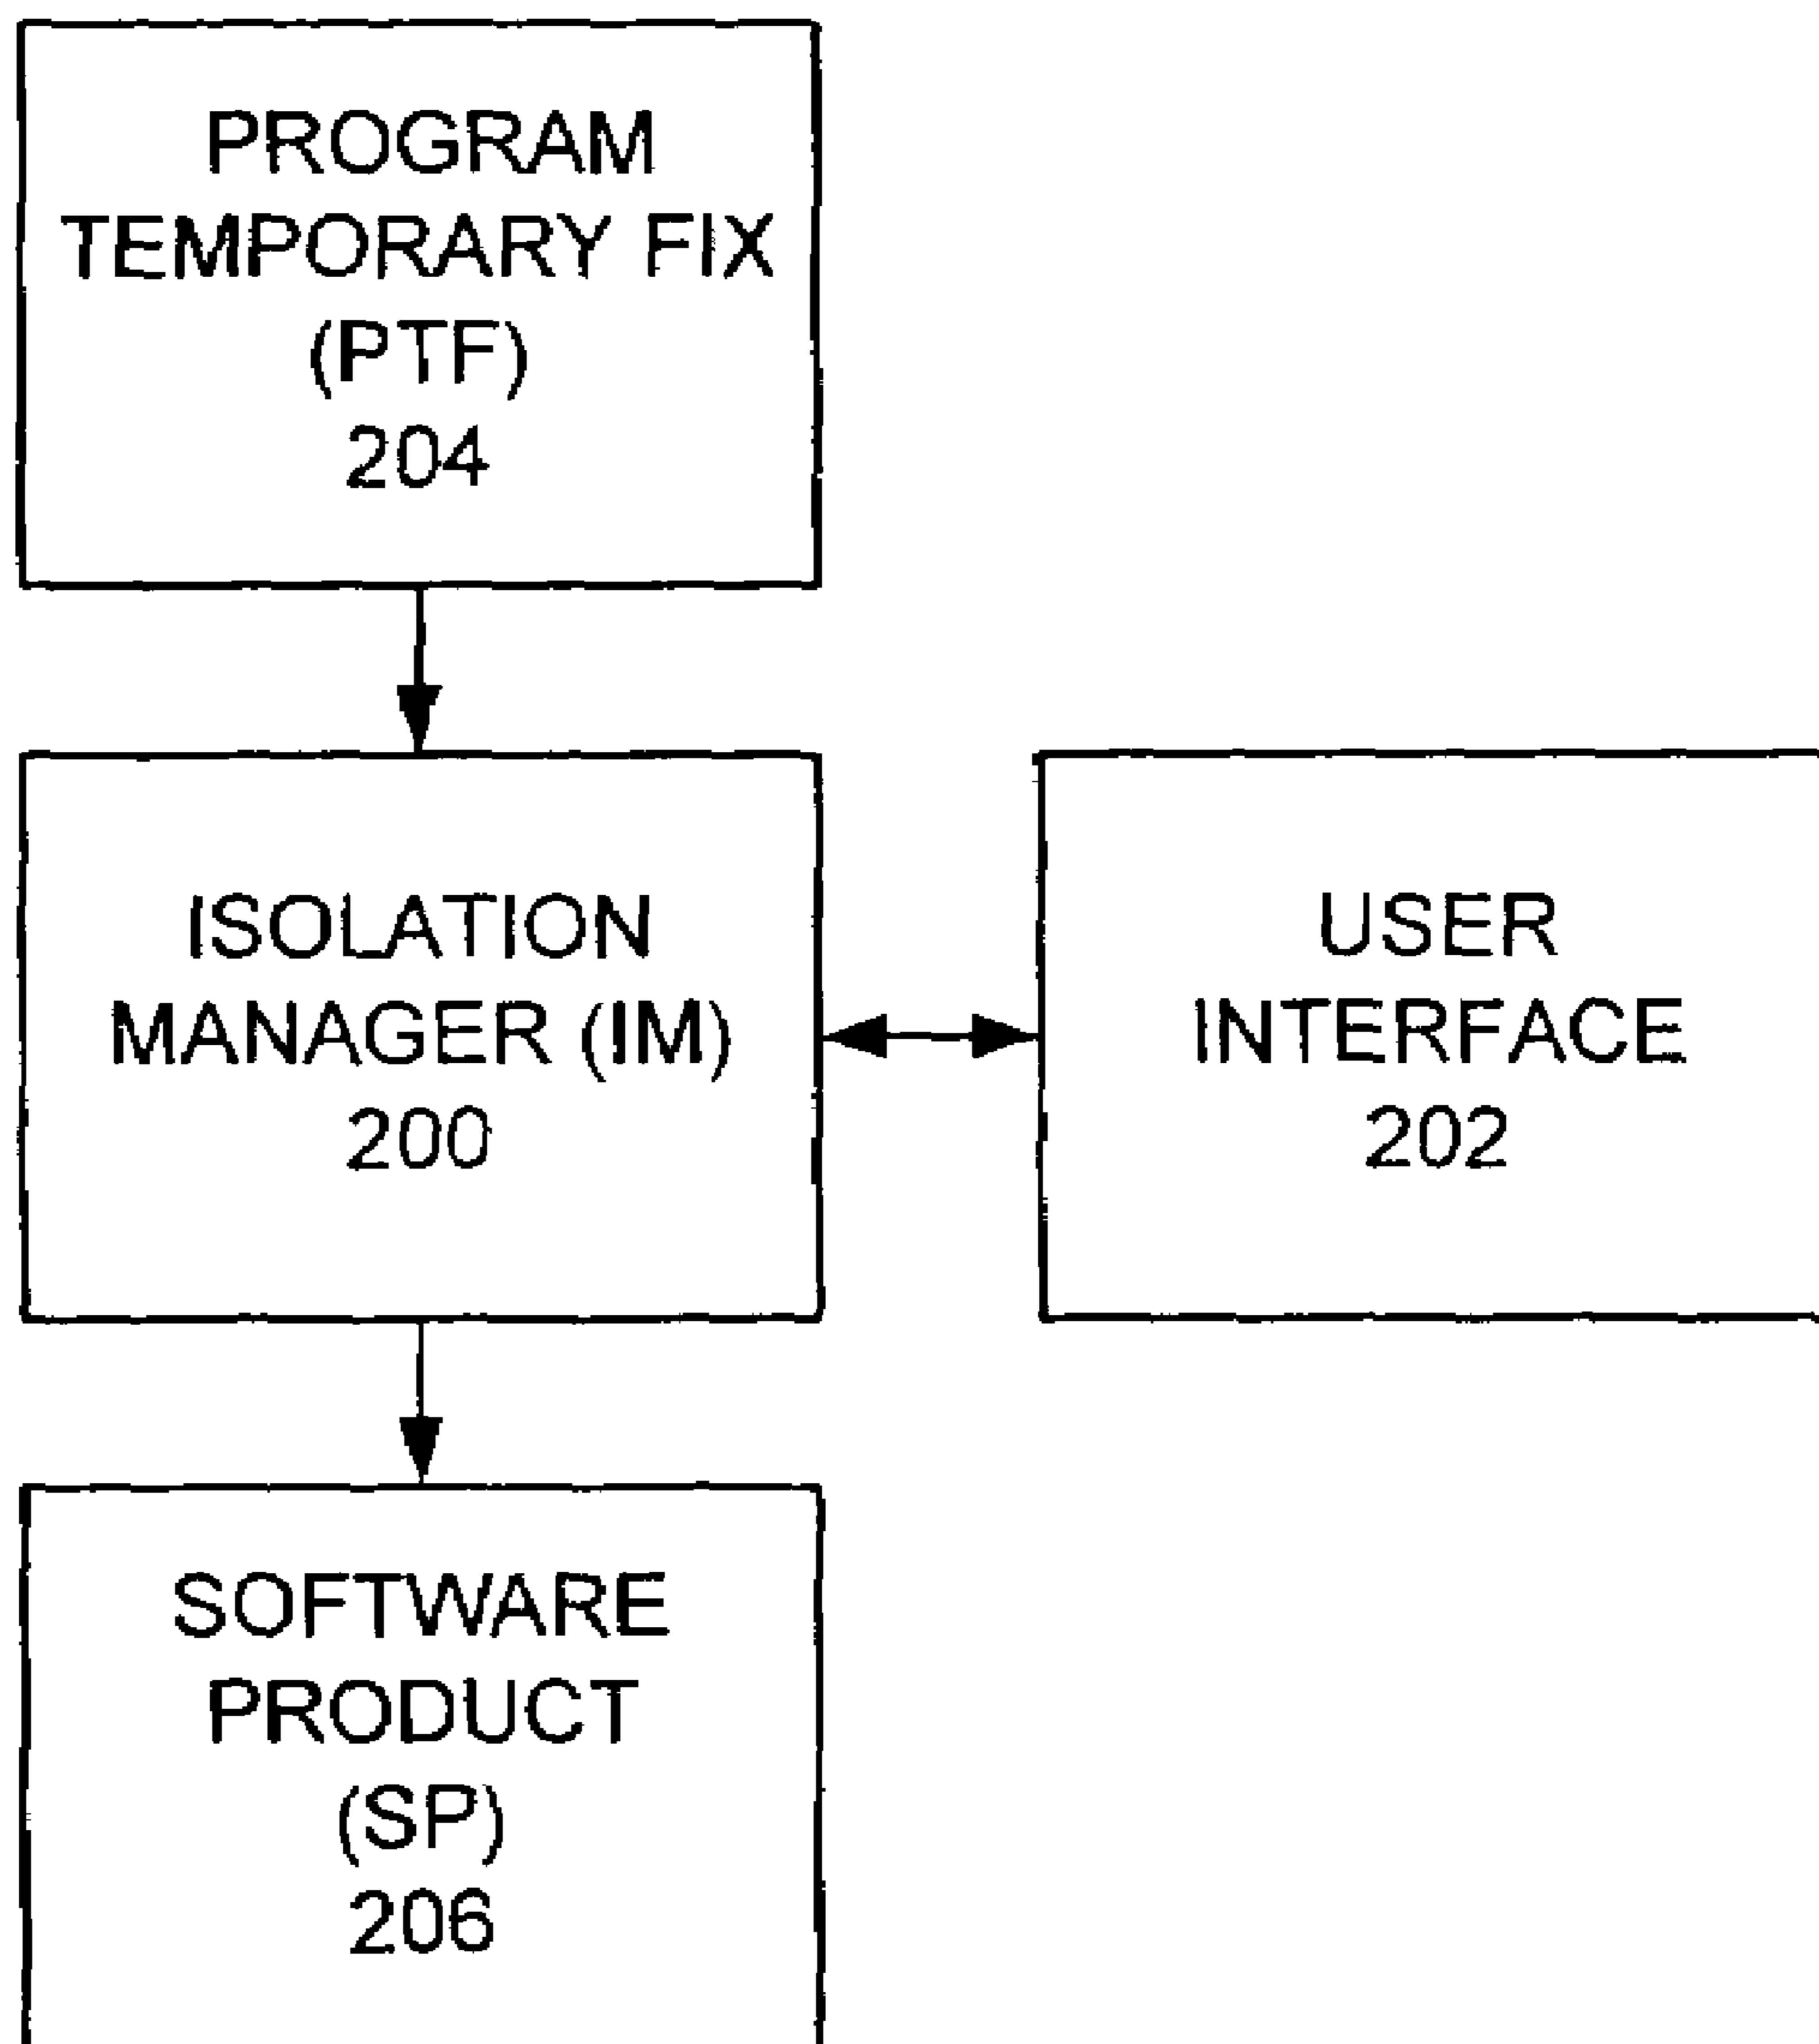 PROGRAM
TEMPORARY FIX
(PTF)
204
ISOLATION
MANAGER (IM)
200
USER
INTERFACE
202
SOFTWARE
PRODUCT
(SP)
206